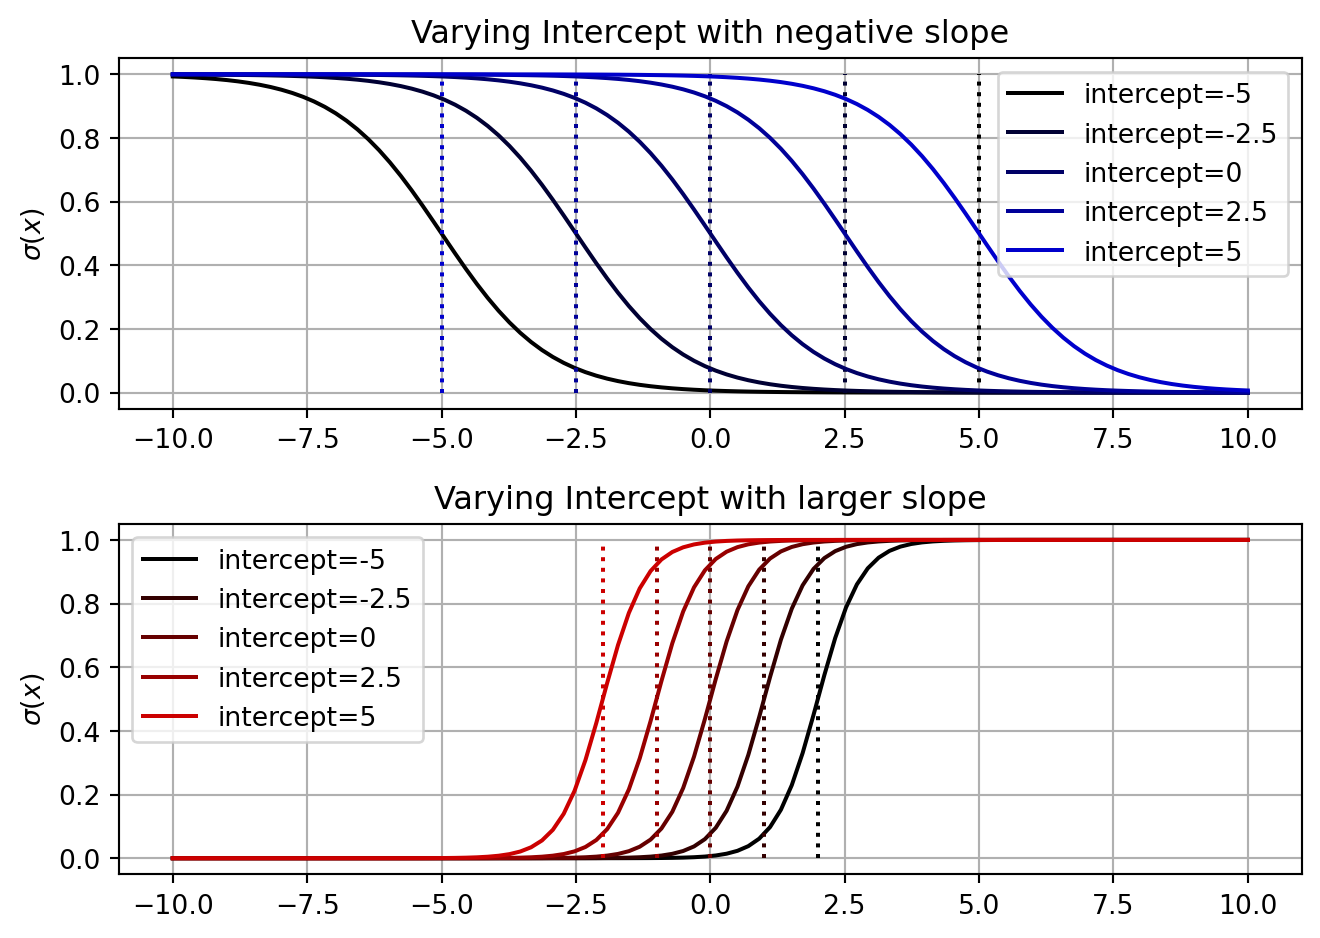 Varying Intercept with negative slope
1.0
0.8
0.6
0.4
0.2
0.0
σ(x)
intercept=-5
intercept=-2.5
intercept=0
intercept=2.5
intercept=5
−10.0 −7.5 −5.0 −2.5 0.0 2.5 5.0 7.5 10.0
Varying Intercept with larger slope
1.0
0.8
0.6
0.4
0.2
0.0
σ(x)
intercept=-5
intercept=-2.5
intercept=0
intercept=2.5
intercept=5
−10.0 −7.5 −5.0 −2.5 0.0 2.5 5.0 7.5 10.0